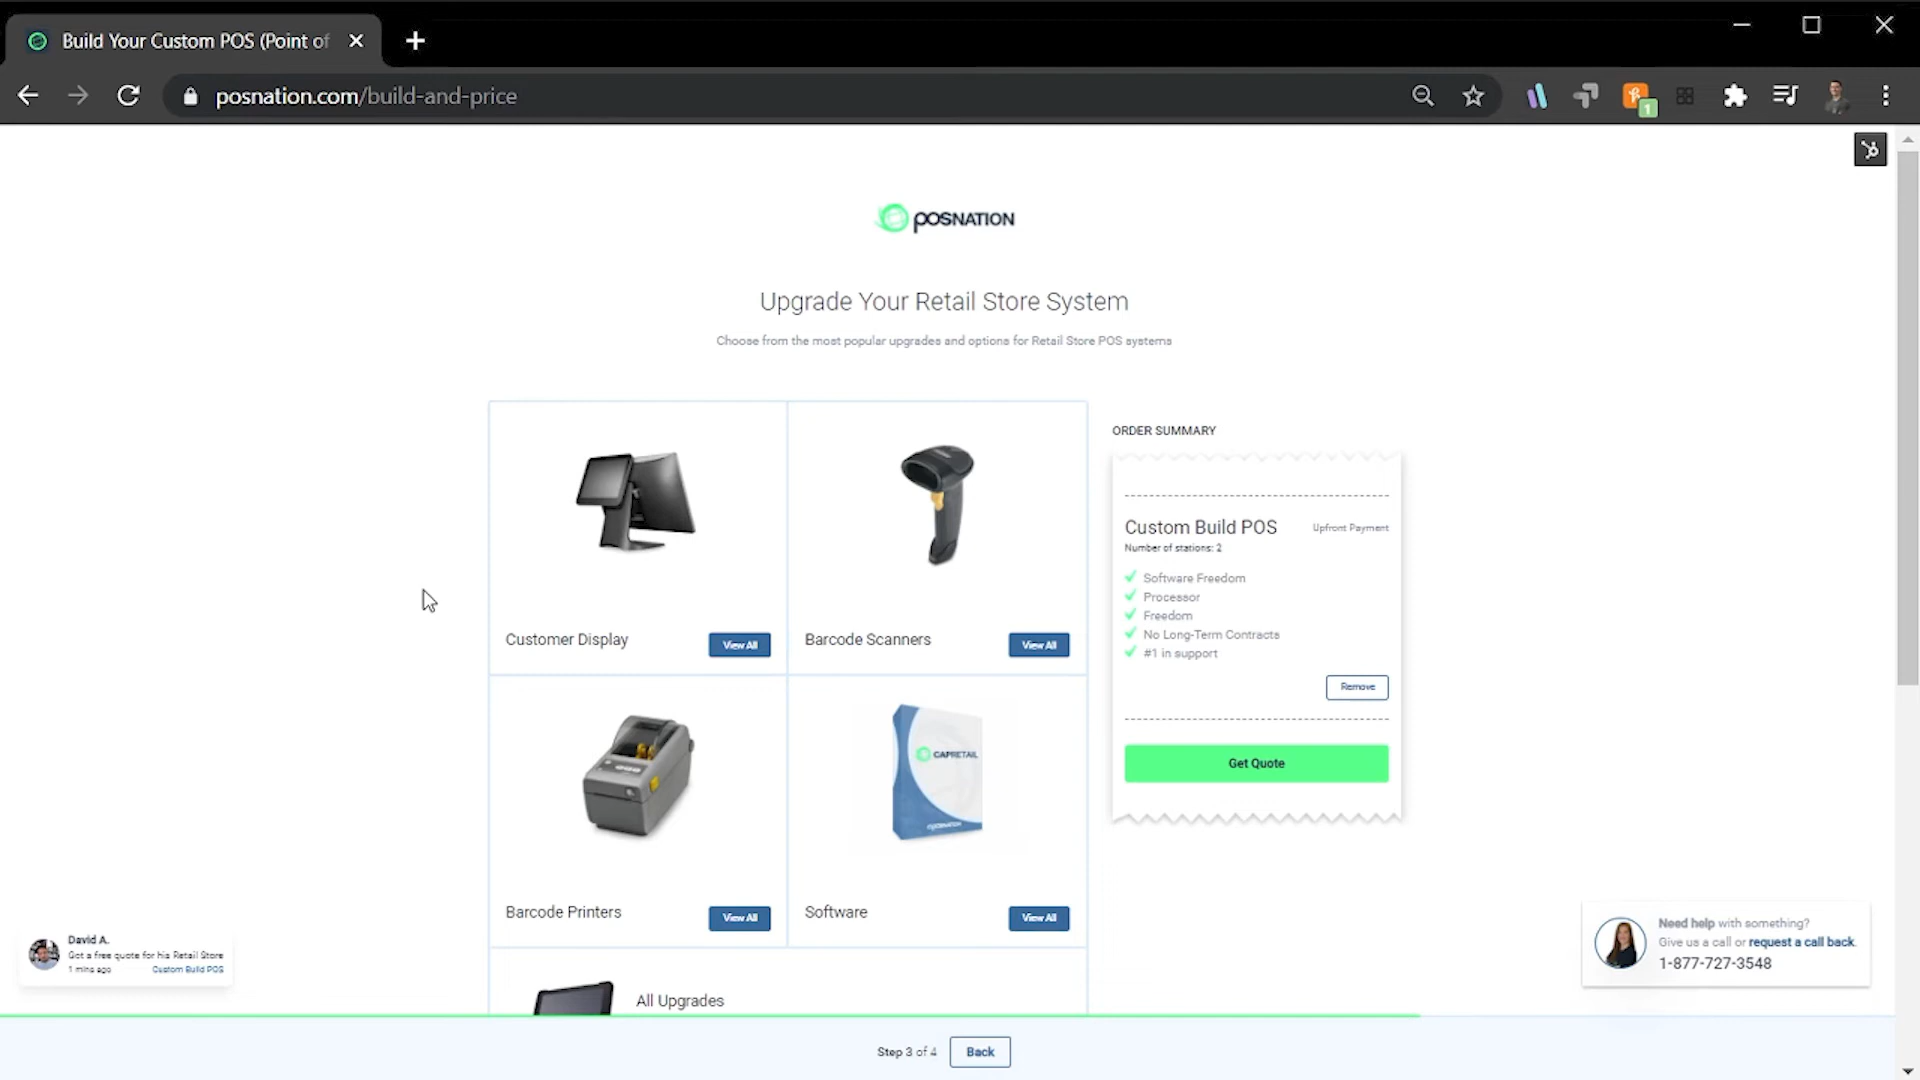 Build Your Custom POS (Point of
posnation.com/build-and-price
1
POSNATION
Upgrade Your Retail Store System
Choose from the most popular upgrades and options for Retail Store POS systems
Customer Display
View All
Barcode Scanners
View All
CAPRETAIL
POSNATION
Barcode Printers
View All
Software
View All
All Upgrades
ORDER SUMMARY
Custom Build POS
Upfront Payment
Number of stations: 2
Software Freedom
Processor
Freedom
No Long-Term Contracts
#1 in support
Remove
Get Quote
David A.
Got a free quote for his Retail Store
1 mins ago
Custom Build POS
Need help with something?
Give us a call or request a call back.
1-877-727-3548
Step 3 of 4
Back